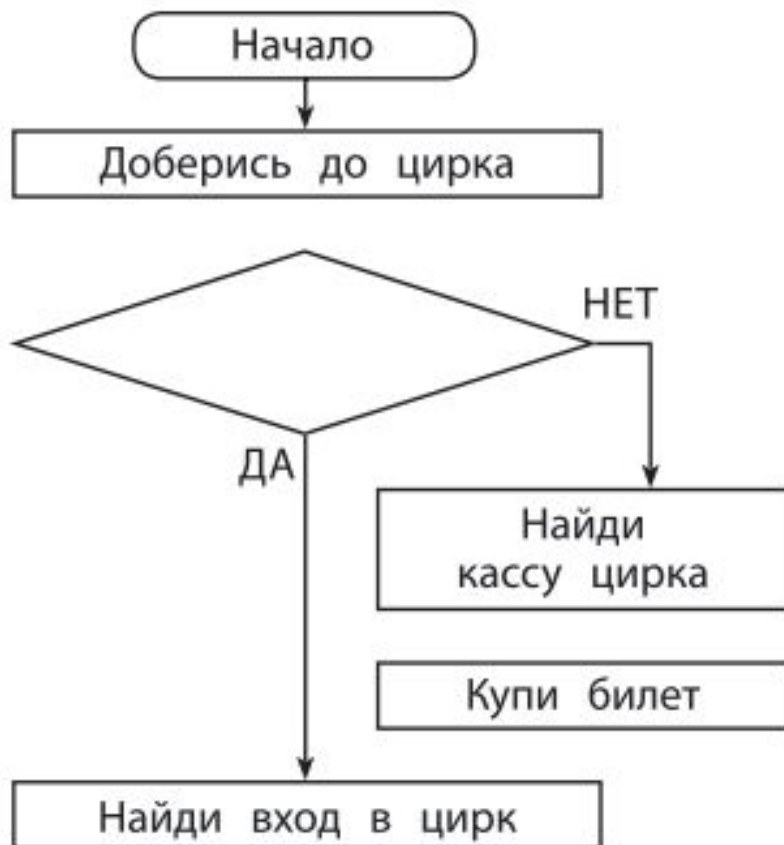 Начало
Доберись до цирка
НЕТ
ДА
Найди
кассу цирка
Купи билет
Найди вход в цирк